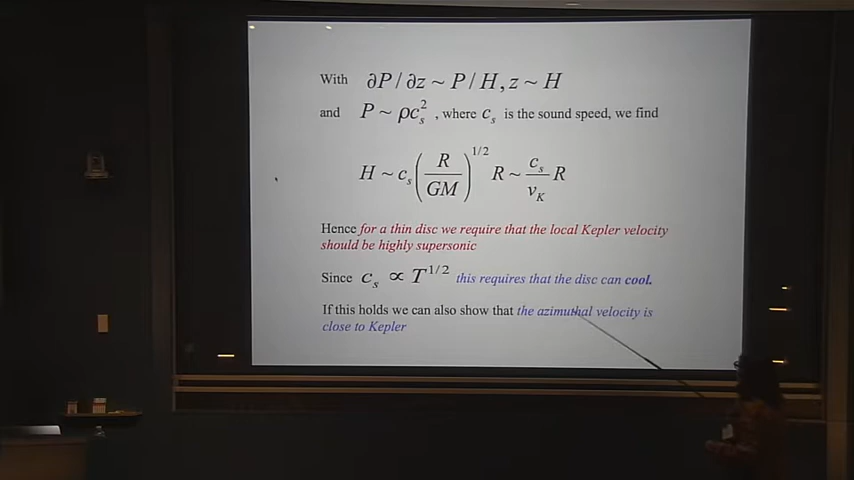 With ∂P / ∂z ~ P / H, z ~ H
and P ~ ρc_s^2 , where c_s is the sound speed, we find
H ~ c_s (R / GM)^{1/2} R ~ c_s / v_K R
Hence for a thin disc we require that the local Kepler velocity
should be highly supersonic
Since c_s ∝ T^{1/2} this requires that the disc can cool.
If this holds we can also show that the azimuthal velocity is
close to Kepler